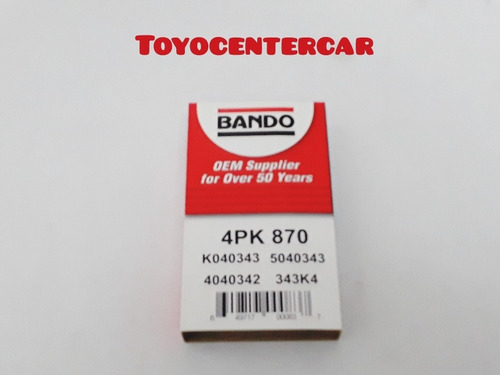 Toyocentercar
BANDO
OEM Supplier
for Over 50 Years
4PK 870
K040343 5040343
4040342 343K4